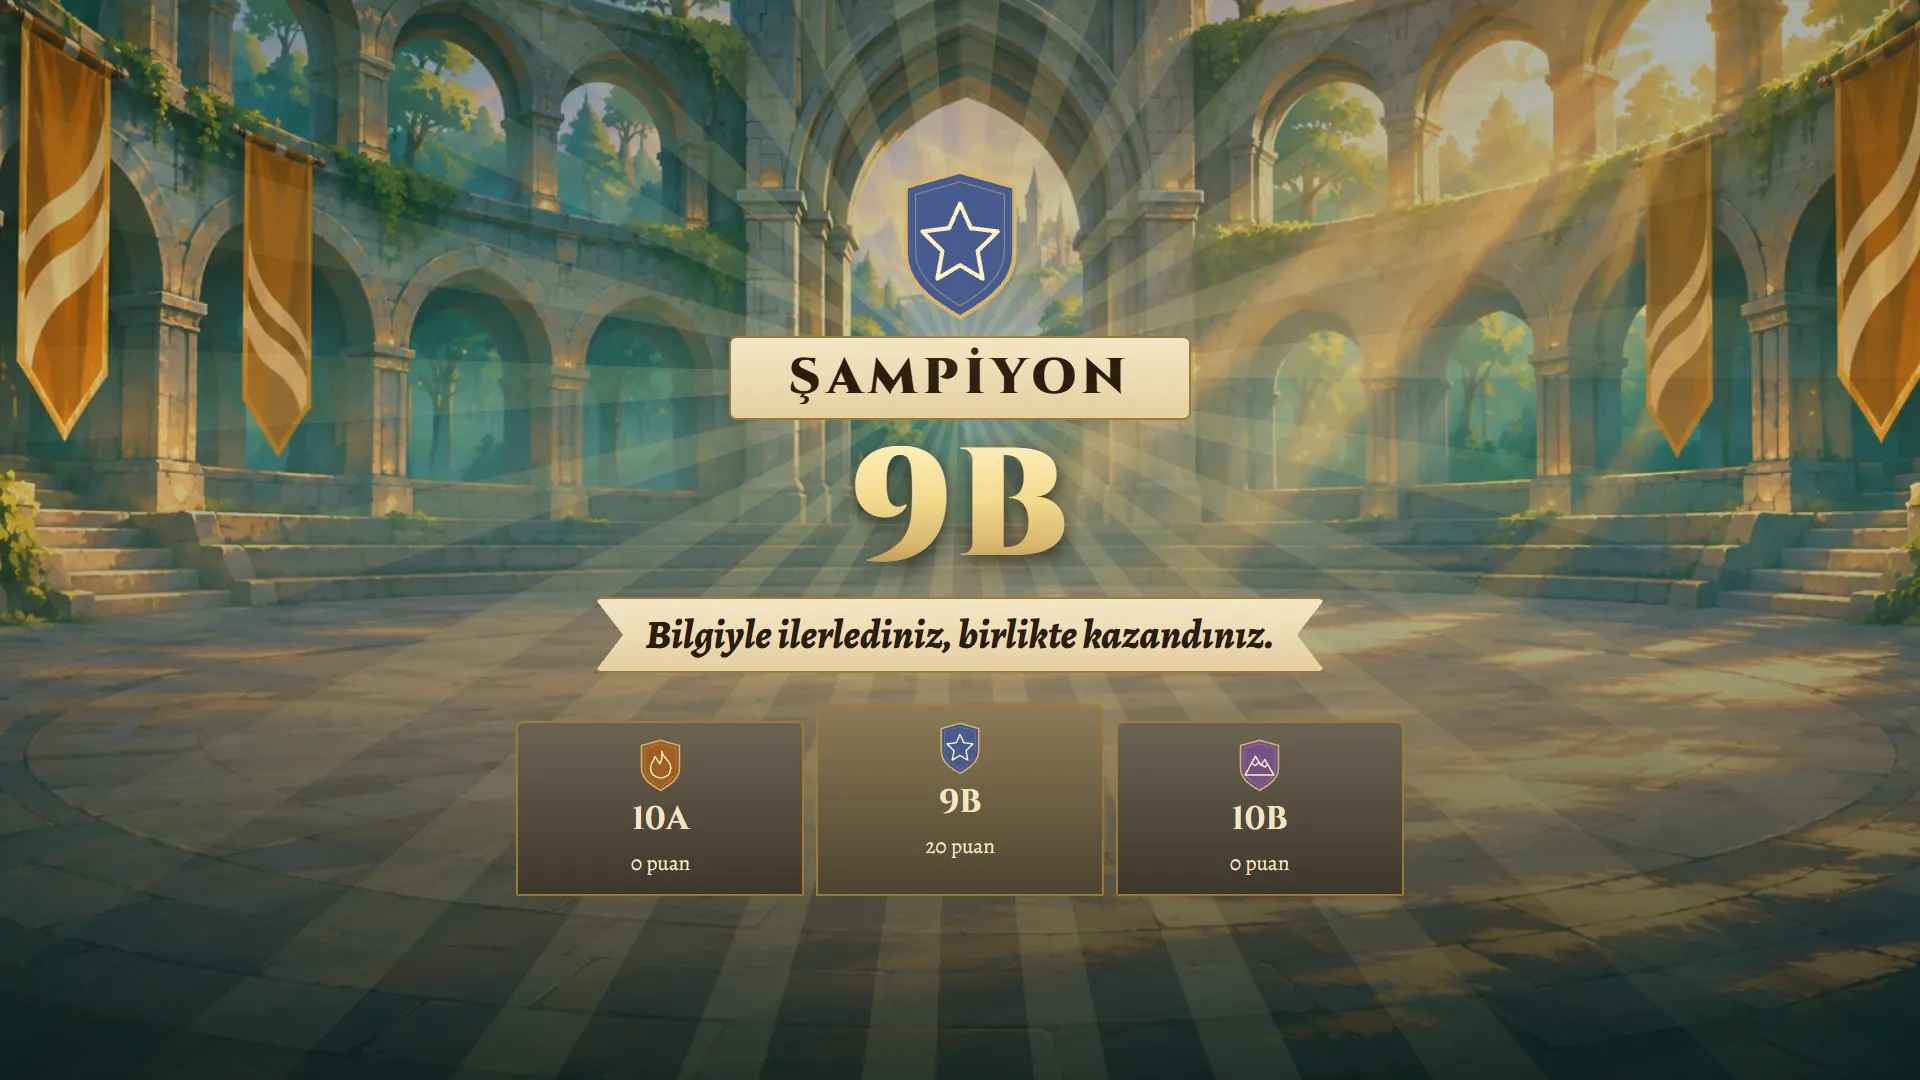 ŞAMPİYON
9B
Bilgiyle ilerlediniz, birlikte kazandınız.
10A
0 puan
9B
20 puan
10B
0 puan